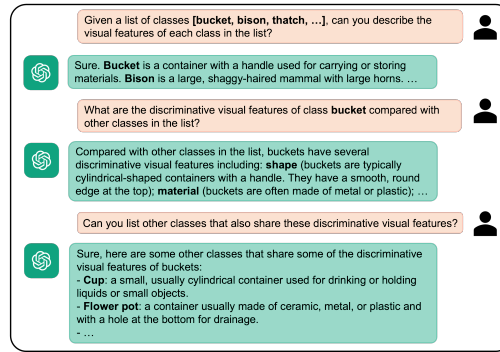 Given a list of classes [bucket, bison, thatch, ...], can you describe the
visual features of each class in the list?
Sure. Bucket is a container with a handle used for carrying or storing
materials. Bison is a large, shaggy-haired mammal with large horns. ...
What are the discriminative visual features of class bucket compared with
other classes in the list?
Compared with other classes in the list, buckets have several
discriminative visual features including: shape (buckets are typically
cylindrical-shaped containers with a handle. They have a smooth, round
edge at the top); material (buckets are often made of metal or plastic); ...
Can you list other classes that also share these discriminative visual features?
Sure, here are some other classes that share some of the discriminative
visual features of buckets:
- Cup: a small, usually cylindrical container used for drinking or holding
liquids or small objects.
- Flower pot: a container usually made of ceramic, metal, or plastic and
with a hole at the bottom for drainage.
- ...